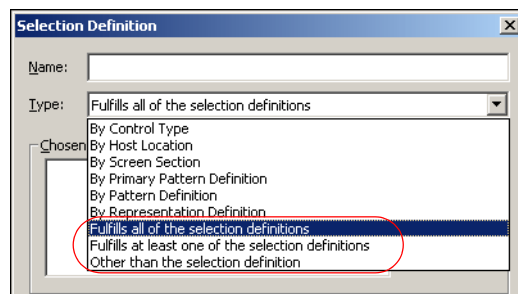 Selection Definition
Name:
Type: Fulfills all of the selection definitions
By Control Type
Chosen By Host Location
By Screen Section
By Primary Pattern Definition
By Pattern Definition
By Representation Definition
Fulfills all of the selection definitions
Fulfills at least one of the selection definitions
Other than the selection definition